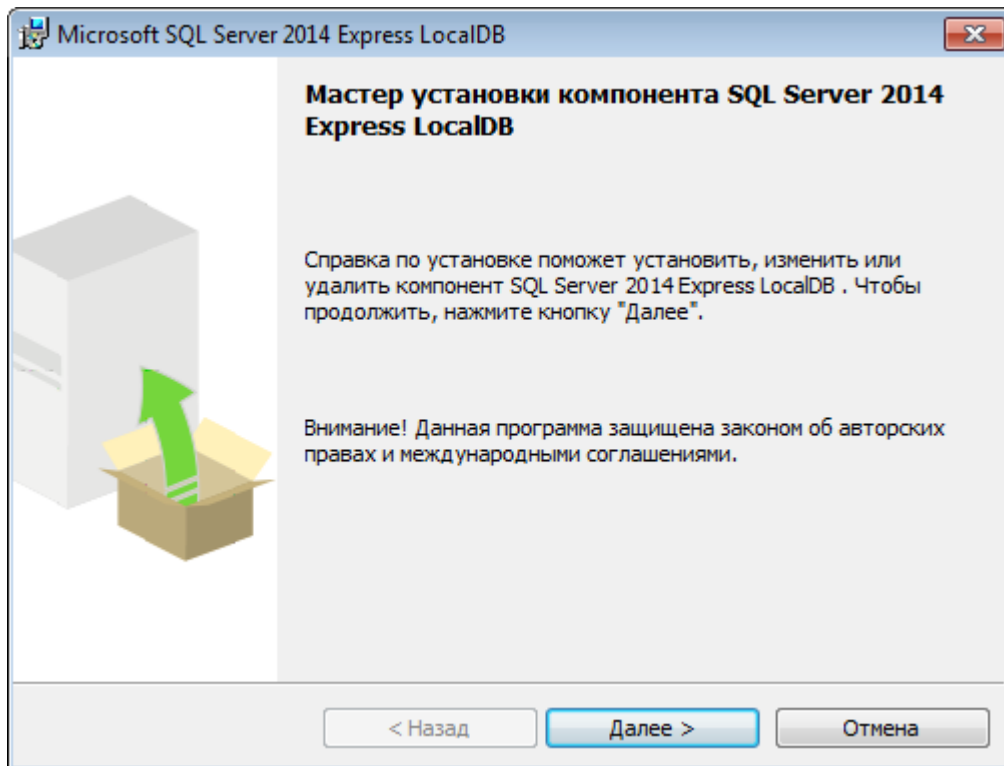 Microsoft SQL Server 2014 Express LocalDB
Мастер установки компонента SQL Server 2014
Express LocalDB
Справка по установке поможет установить, изменить или
удалить компонент SQL Server 2014 Express LocalDB . Чтобы
продолжить, нажмите кнопку "Далее".
Внимание! Данная программа защищена законом об авторских
правах и международными соглашениями.
< Назад
Далее >
Отмена